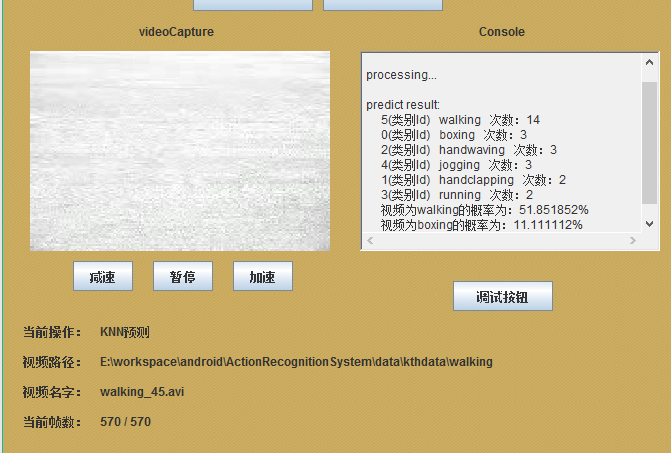 videoCapture
Console
processing...
predict result:
5(类别Id) walking 次数：14
0(类别Id) boxing 次数：3
2(类别Id) handwaving 次数：3
4(类别Id) jogging 次数：3
1(类别Id) handclapping 次数：2
3(类别Id) running 次数：2
视频为walking的概率为：51.851852%
视频为boxing的概率为：11.111112%
减速
暂停
加速
调试按钮
当前操作： KNN预测
视频路径： E:\workspace\android\ActionRecognitionSystem\data\kthdata\walking
视频名字： walking_45.avi
当前帧数： 570 / 570